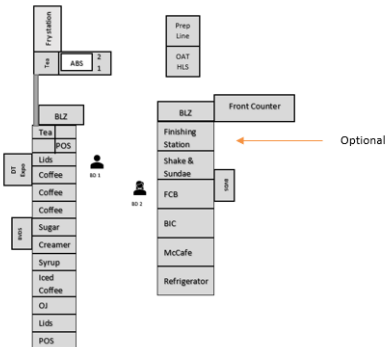 Fry station
Prep
Line
Tea
ABS
2
1
OAT
HLS
BLZ
BLZ
Front Counter
Tea
POS
Finishing
Station
Optional
Lids
DT
Expo
BD 1
Shake &
Sundae
Coffee
Coffee
BD 2
FCB
Coffee
Sugar
BIC
Creamer
Syrup
McCafe
Iced
Coffee
Refrigerator
OJ
Lids
POS